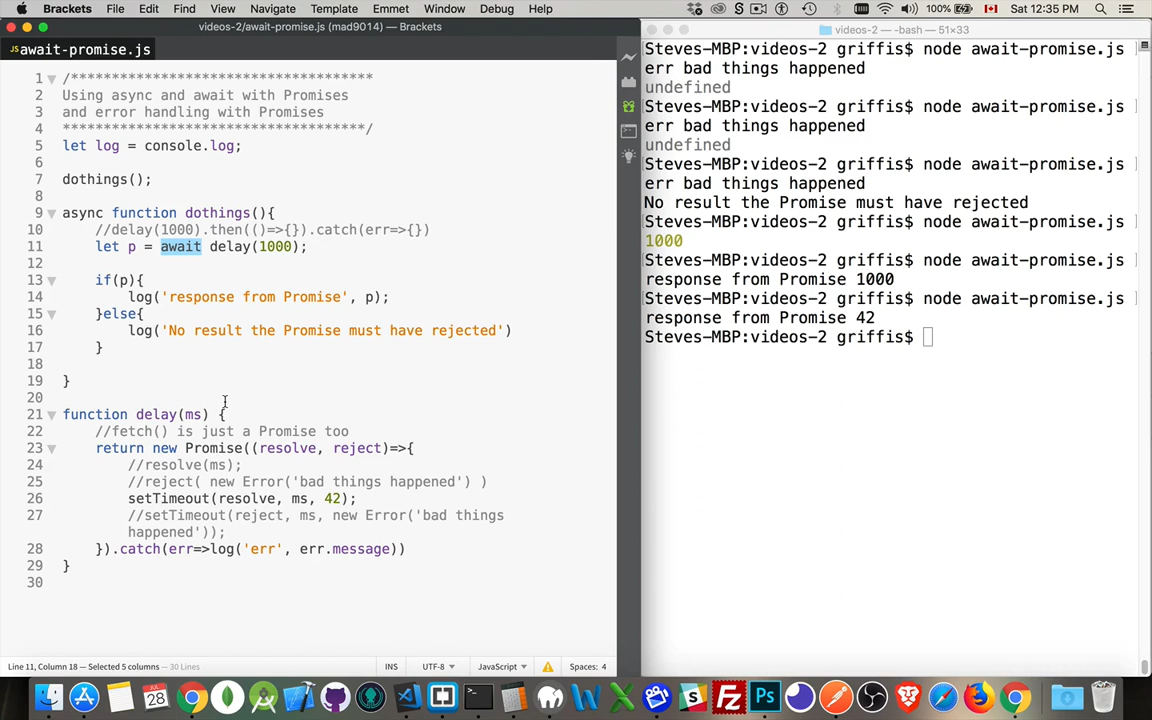 Brackets File Edit Find View Navigate Template Emmet Window Debug Help 100% Sat 12:35 PM
videos-2/await-promise.js (mad9014) — Brackets
videos-2 — -bash — 51×33
JS await-promise.js
1 /*************************************
2 Using async and await with Promises
3 and error handling with Promises
4 *************************************/
5 let log = console.log;
6
7 dothings();
8
9 async function dothings(){
10 //delay(1000).then(()=>{}).catch(err=>{})
11 let p = await delay(1000);
12
13 if(p){
14 log('response from Promise', p);
15 }else{
16 log('No result the Promise must have rejected')
17 }
18
19 }
20
21 function delay(ms) {
22 //fetch() is just a Promise too
23 return new Promise((resolve, reject)=>{
24 //resolve(ms);
25 //reject( new Error('bad things happened') )
26 setTimeout(resolve, ms, 42);
27 //setTimeout(reject, ms, new Error('bad things
happened'));
28 }).catch(err=>log('err', err.message))
29 }
30
Line 11, Column 18 — Selected 5 columns — 30 Lines
INS UTF-8 JavaScript Spaces: 4
Steves-MBP:videos-2 griffis$ node await-promise.js
err bad things happened
undefined
Steves-MBP:videos-2 griffis$ node await-promise.js
err bad things happened
undefined
Steves-MBP:videos-2 griffis$ node await-promise.js
err bad things happened
No result the Promise must have rejected
Steves-MBP:videos-2 griffis$ node await-promise.js
1000
Steves-MBP:videos-2 griffis$ node await-promise.js
response from Promise 1000
Steves-MBP:videos-2 griffis$ node await-promise.js
response from Promise 42
Steves-MBP:videos-2 griffis$